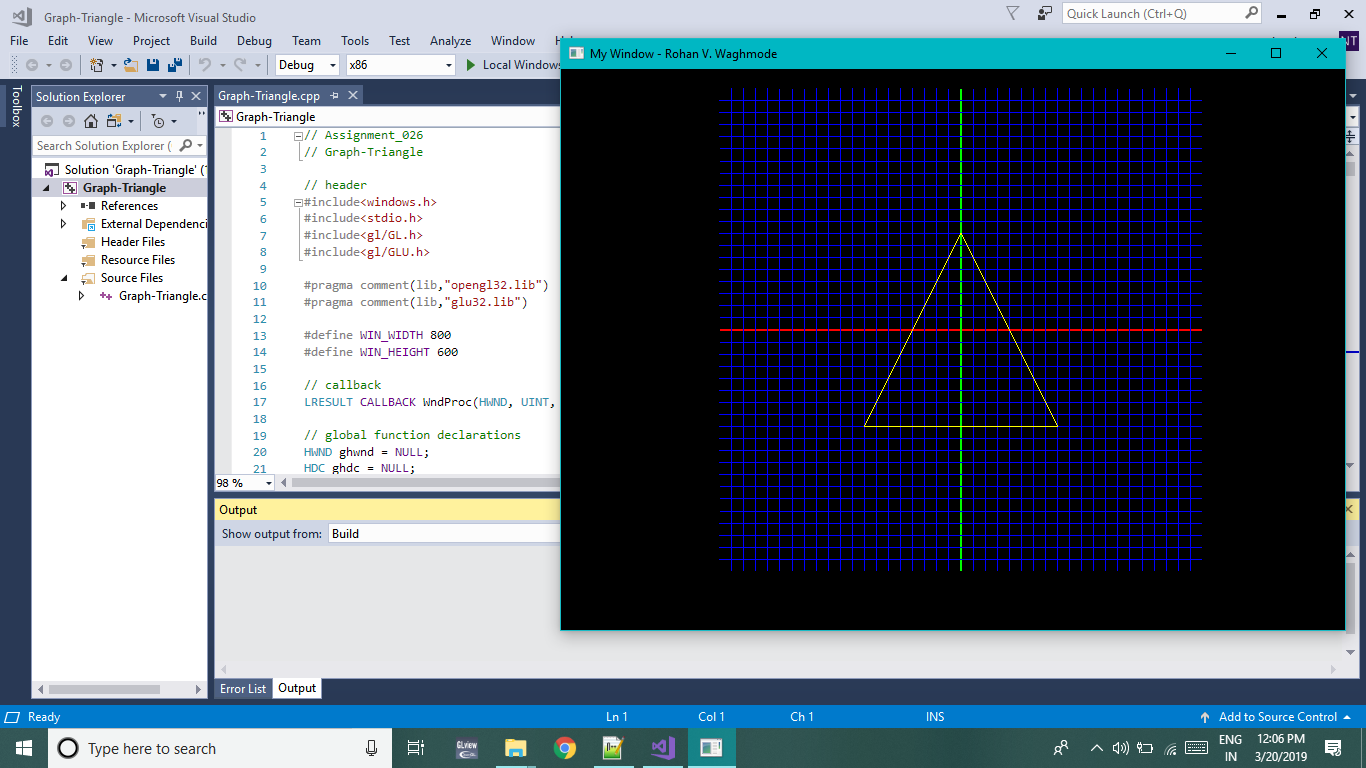 Graph-Triangle - Microsoft Visual Studio
Quick Launch (Ctrl+Q)
File Edit View Project Build Debug Team Tools Test Analyze Window
NT
Debug x86 Local Windows
My Window - Rohan V. Waghmode
Toolbox
Solution Explorer
Search Solution Explorer (
Solution 'Graph-Triangle' (
Graph-Triangle
References
External Dependenci
Header Files
Resource Files
Source Files
Graph-Triangle.c
Graph-Triangle.cpp
Graph-Triangle
1 // Assignment_026
2 // Graph-Triangle
3
4 // header
5 #include<windows.h>
6 #include<stdio.h>
7 #include<gl/GL.h>
8 #include<gl/GLU.h>
9
10 #pragma comment(lib,"opengl32.lib")
11 #pragma comment(lib,"glu32.lib")
12
13 #define WIN_WIDTH 800
14 #define WIN_HEIGHT 600
15
16 // callback
17 LRESULT CALLBACK WndProc(HWND, UINT,
18
19 // global function declarations
20 HWND ghwnd = NULL;
21 HDC ghdc = NULL;
98 %
Output
Show output from: Build
Error List Output
Ready Ln 1 Col 1 Ch 1 INS Add to Source Control
Type here to search
GLview
ENG
IN
12:06 PM
3/20/2019